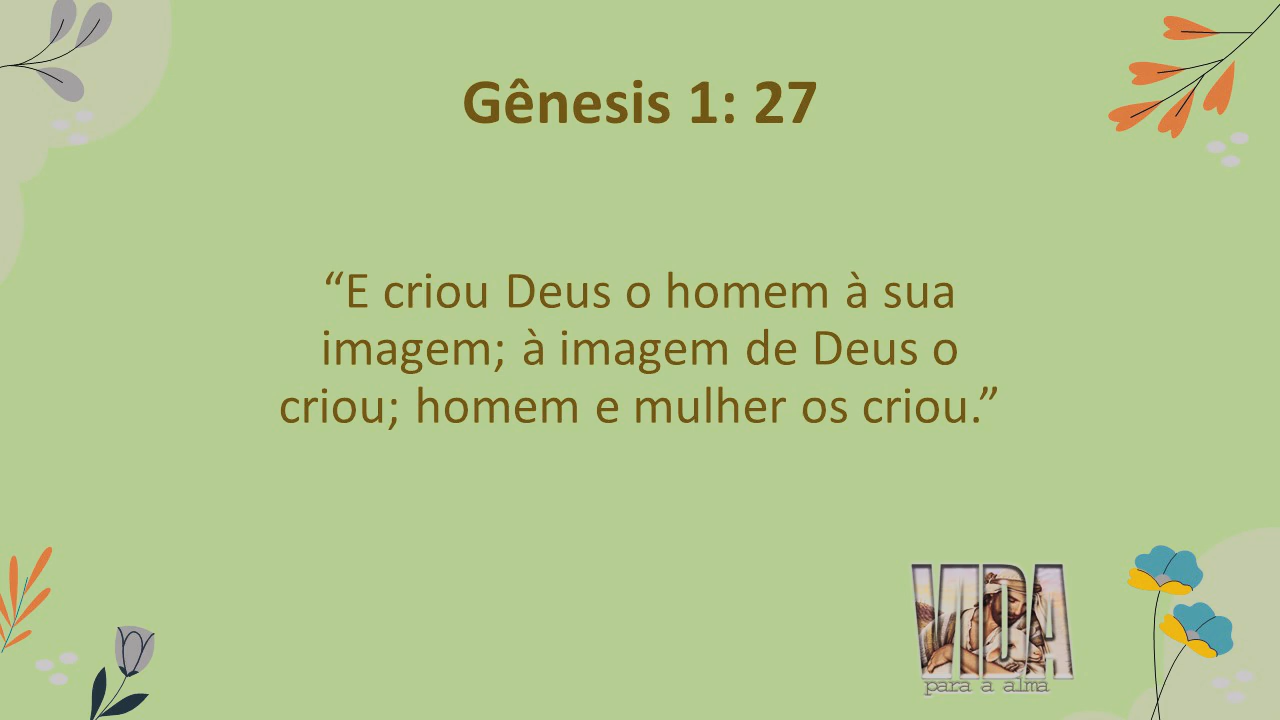 Gênesis 1: 27
“E criou Deus o homem à sua
imagem; à imagem de Deus o
criou; homem e mulher os criou.”
VIDA
para a alma